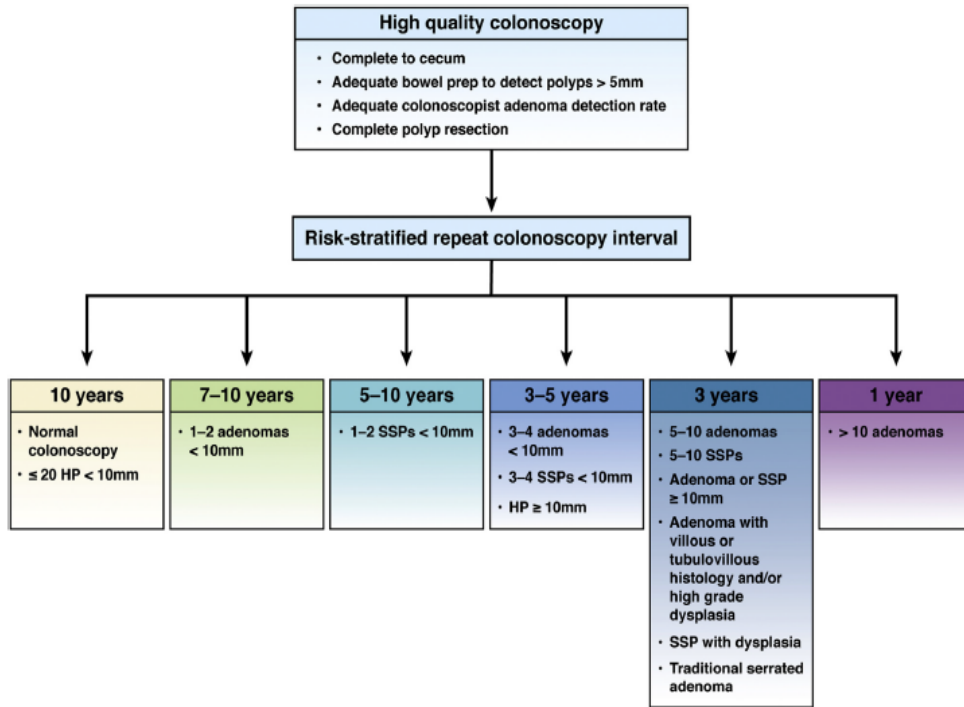 High quality colonoscopy
· Complete to cecum
· Adequate bowel prep to detect polyps > 5mm
· Adequate colonoscopist adenoma detection rate
· Complete polyp resection
Risk-stratified repeat colonoscopy interval
10 years
· Normal
colonoscopy
· ≤ 20 HP < 10mm
7–10 years
· 1–2 adenomas
< 10mm
5–10 years
· 1–2 SSPs < 10mm
3–5 years
· 3–4 adenomas
< 10mm
· 3–4 SSPs < 10mm
· HP ≥ 10mm
3 years
· 5–10 adenomas
· 5–10 SSPs
· Adenoma or SSP
≥ 10mm
· Adenoma with
villous or
tubulovillous
histology and/or
high grade
dysplasia
· SSP with dysplasia
· Traditional serrated
adenoma
1 year
· > 10 adenomas